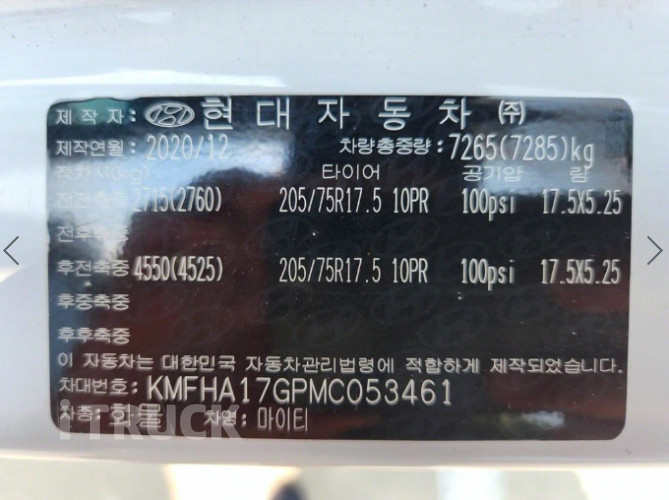 제 작 자: 현 대 자 동 차 ㈜
제작연월: 2020/12 차량총중량: 7265(7285)kg
적차시(kg) 타이어 공기압 림
전전축중 2715(2760) 205/75R17.5 10PR 100psi 17.5X5.25
전후축중
후전축중 4550(4525) 205/75R17.5 10PR 100psi 17.5X5.25
후중축중
후후축중
이 자동차는 대한민국 자동차관리법령에 적합하게 제작되었습니다.
차대번호: KMFHA17GPMC053461
차종: 화물 차명: 마이티
iTRUCK